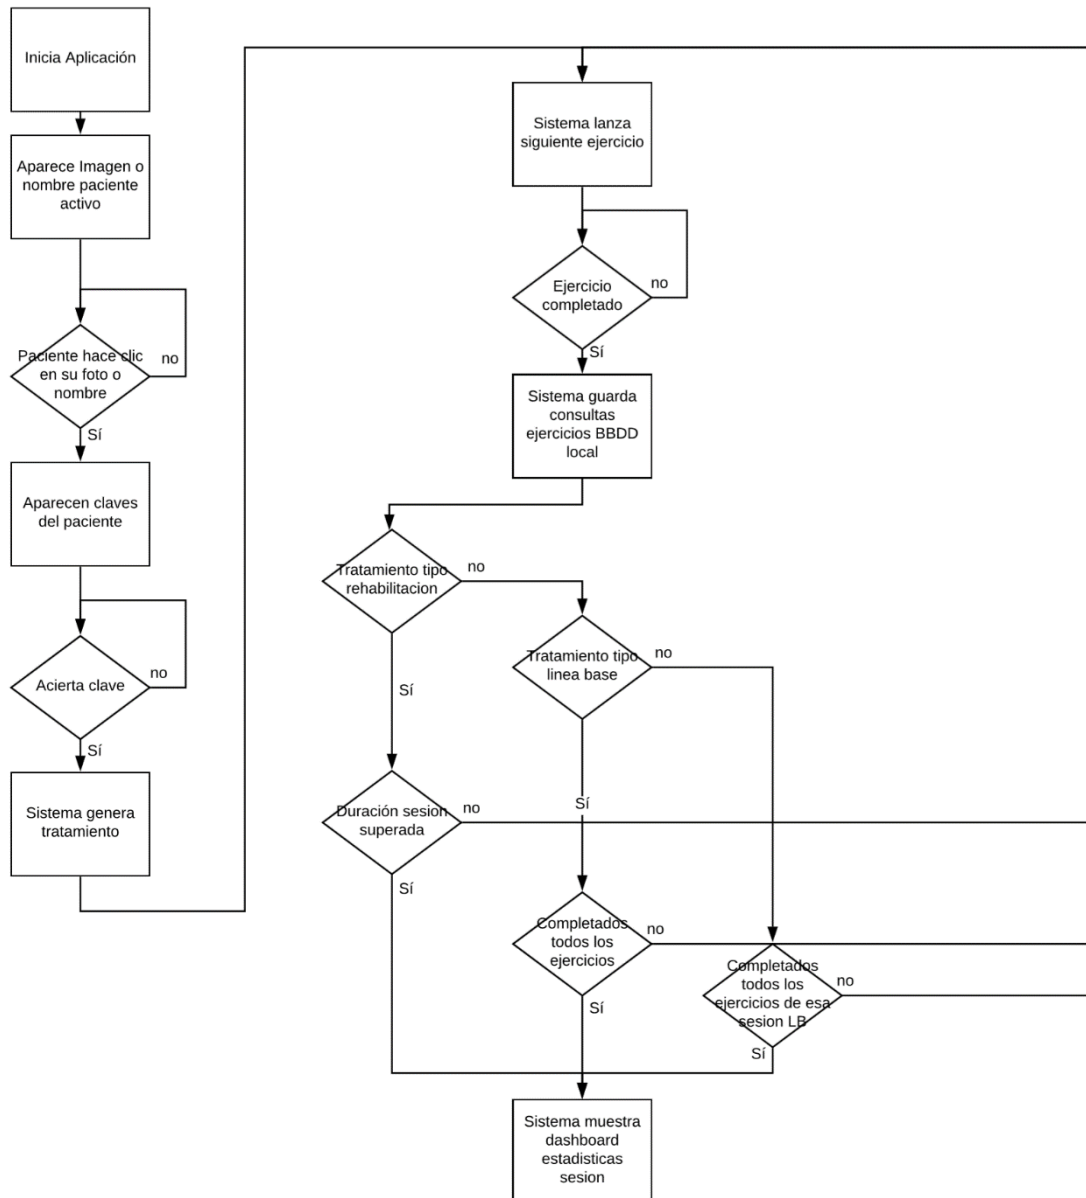 Inicia Aplicación
Aparece Imagen o
nombre paciente
activo
Paciente hace clic
en su foto o
nombre
no
Sí
Aparecen claves
del paciente
Acierta clave
no
Sí
Sistema genera
tratamiento
Sistema lanza
siguiente ejercicio
Ejercicio
completado
no
Sí
Sistema guarda
consultas
ejercicios BBDD
local
Tratamiento tipo
rehabilitacion
no
Sí
Tratamiento tipo
linea base
no
Sí
Duración sesion
superada
no
Sí
Completados
todos los
ejercicios
no
Sí
Completados
todos los
ejercicios de esa
sesion LB
no
Sí
Sistema muestra
dashboard
estadisticas
sesion